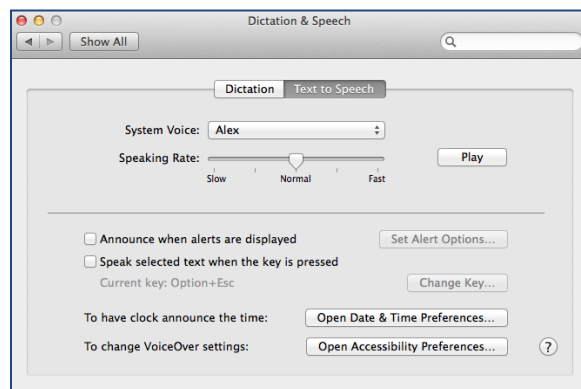 Dictation & Speech
Show All
Dictation Text to Speech
System Voice: Alex
Speaking Rate: Play
Slow Normal Fast
Announce when alerts are displayed Set Alert Options...
Speak selected text when the key is pressed
Current key: Option+Esc Change Key...
To have clock announce the time: Open Date & Time Preferences...
To change VoiceOver settings: Open Accessibility Preferences... ?